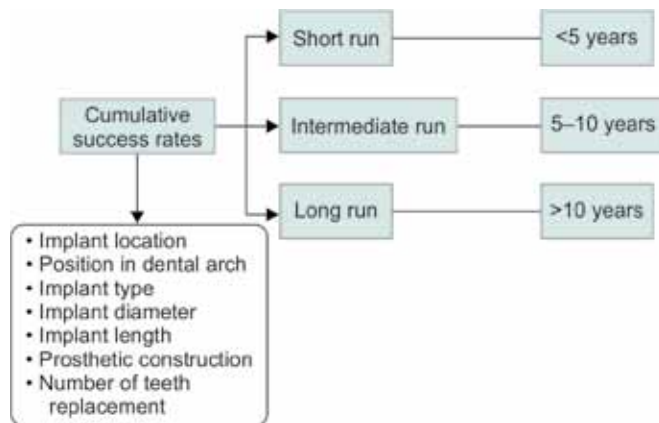 Short run
<5 years
Cumulative
success rates
Intermediate run
5–10 years
Long run
>10 years
• Implant location
• Position in dental arch
• Implant type
• Implant diameter
• Implant length
• Prosthetic construction
• Number of teeth
replacement